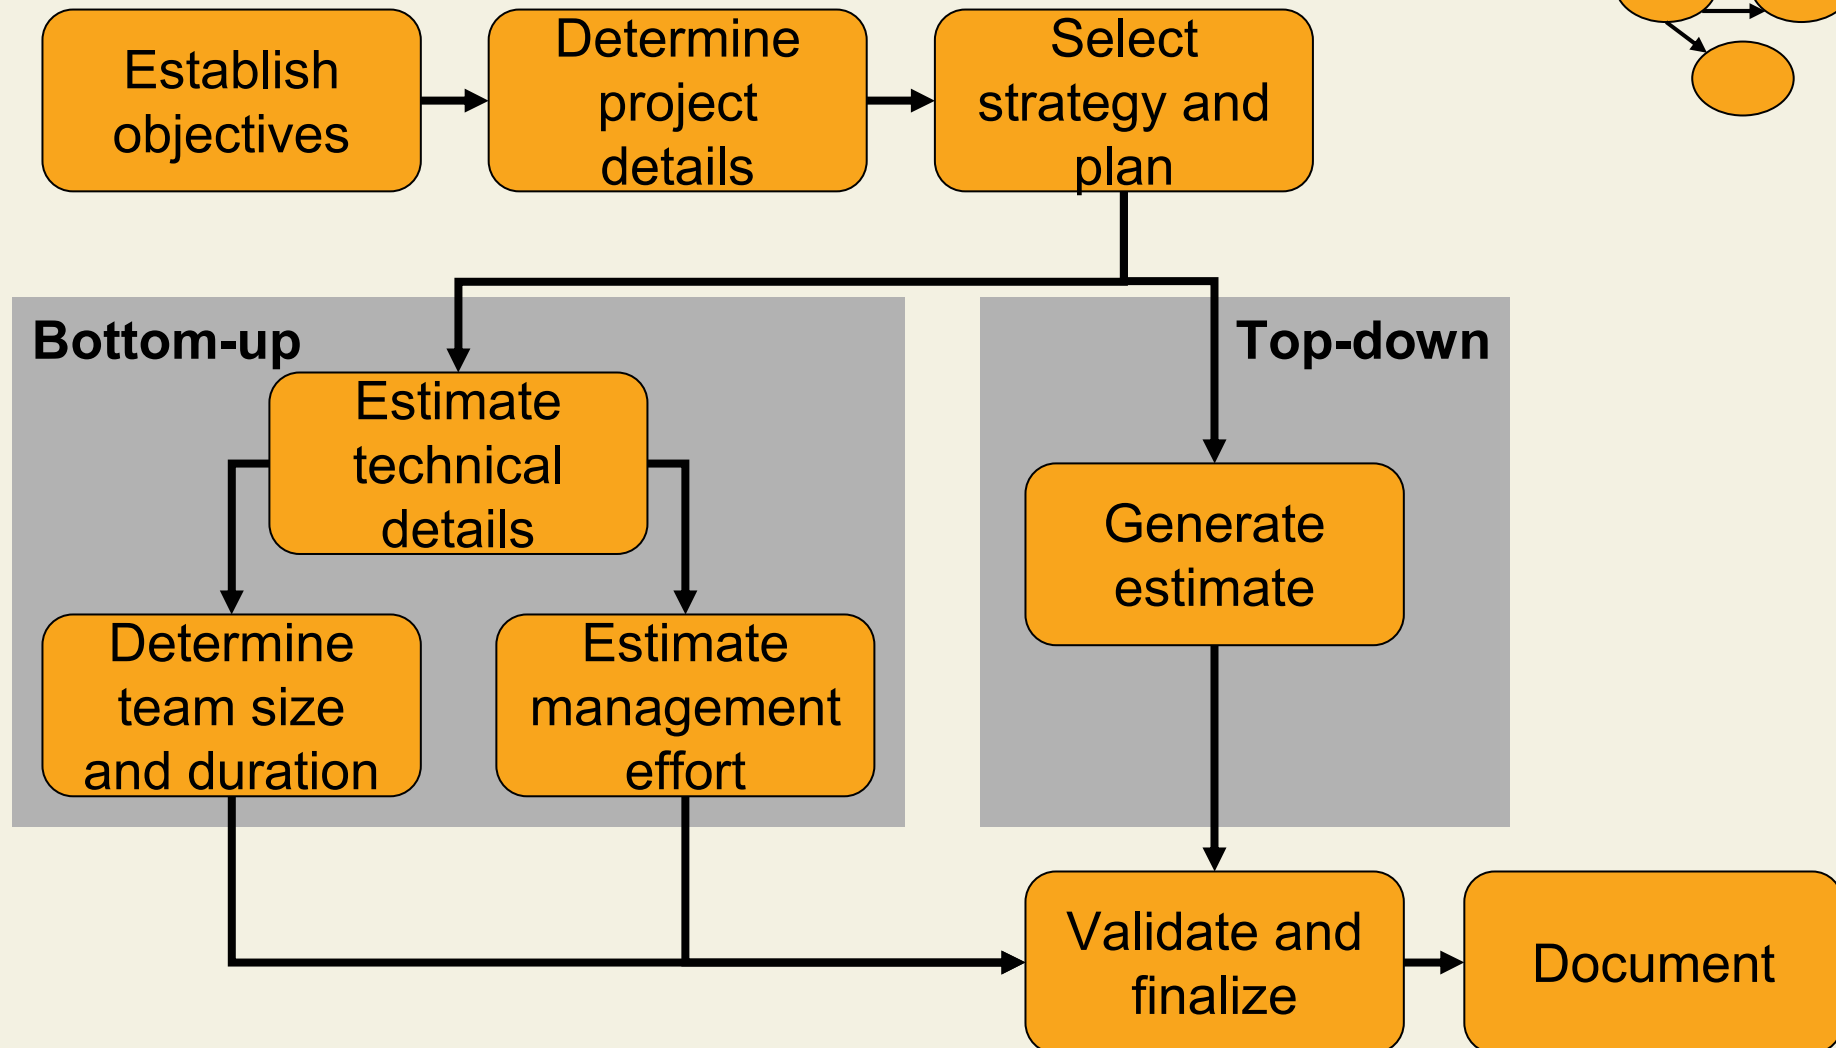 Establish
objectives
Determine
project
details
Select
strategy and
plan
Bottom-up
Top-down
Estimate
technical
details
Generate
estimate
Determine
team size
and duration
Estimate
management
effort
Validate and
finalize
Document